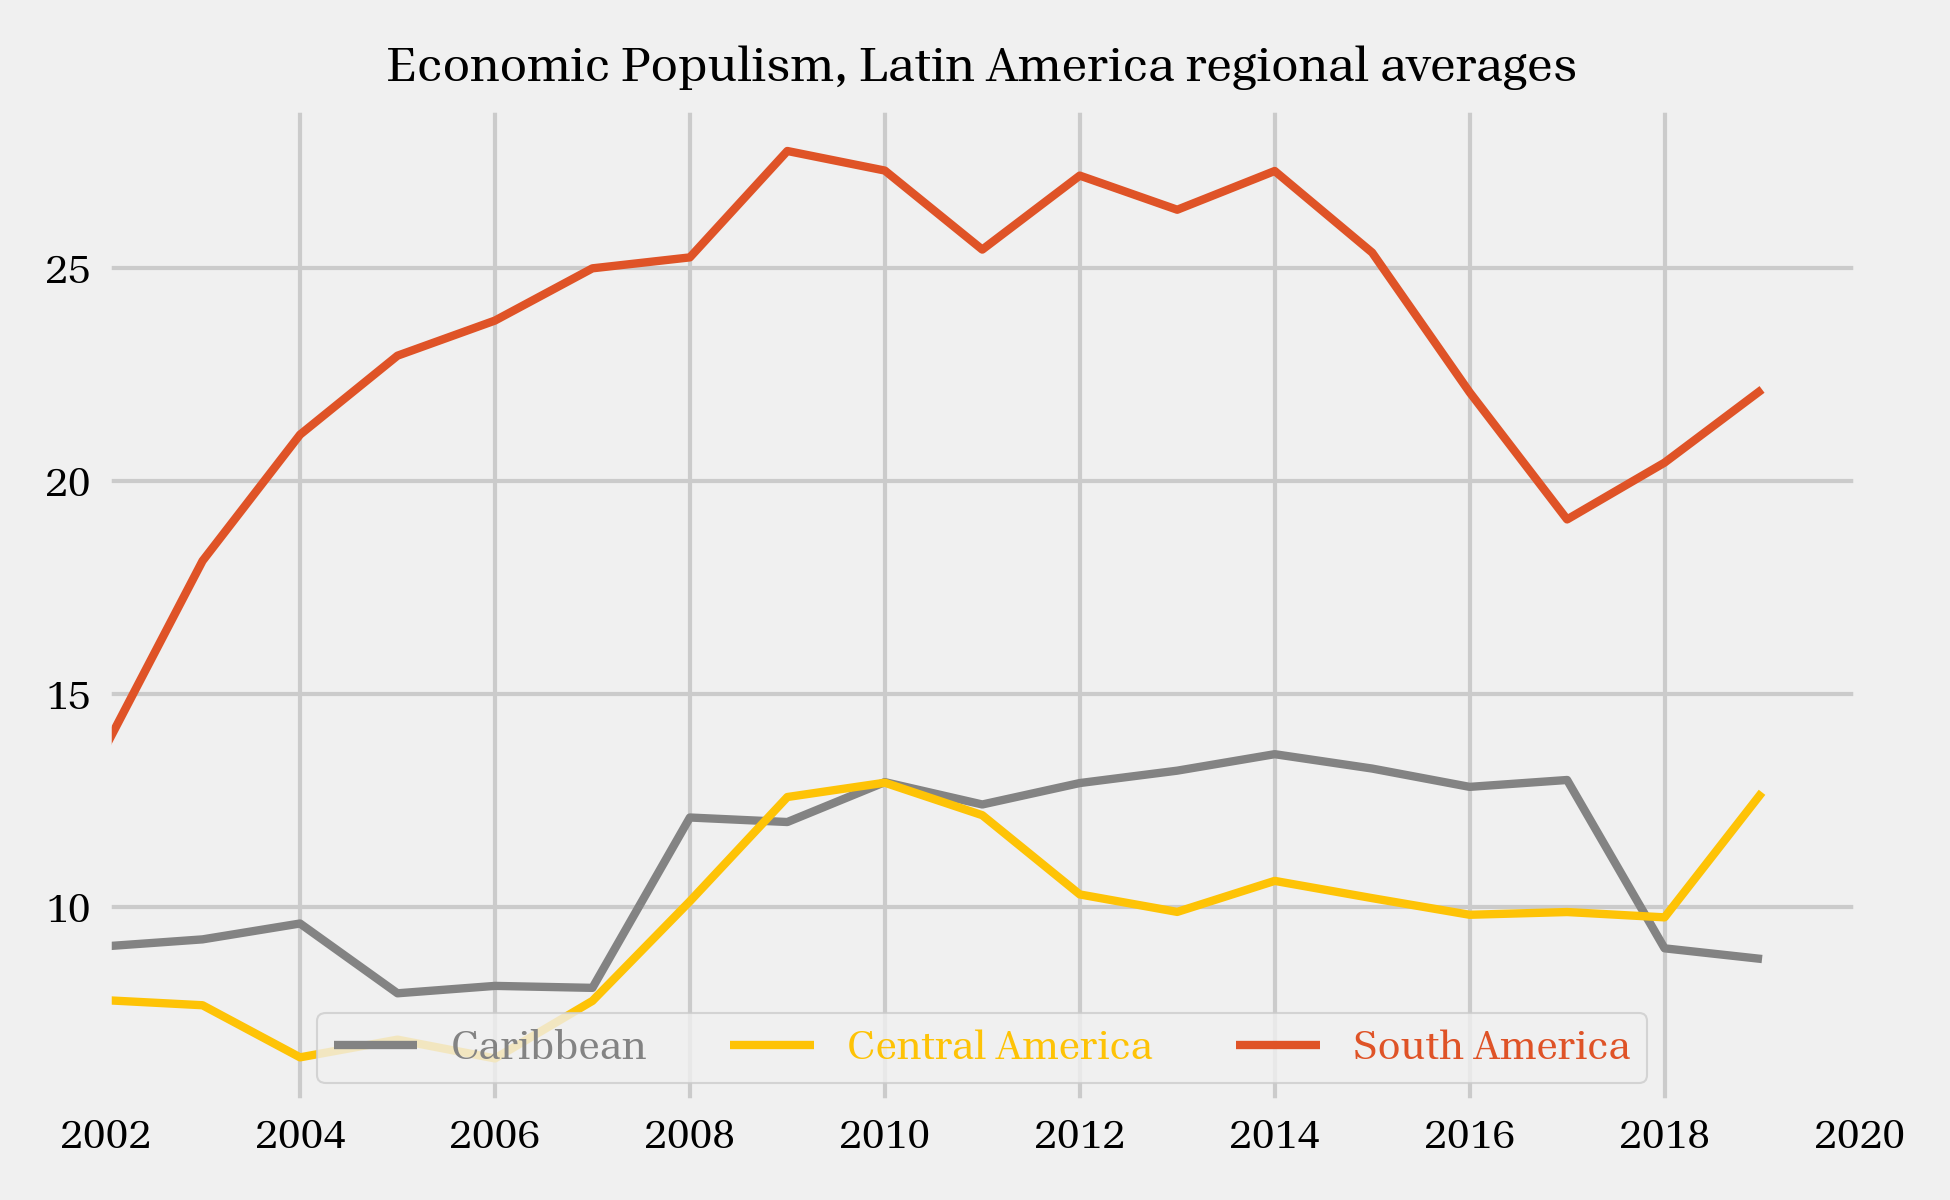 Economic Populism, Latin America regional averages
25
20
15
10
Caribbean Central America South America
2002 2004 2006 2008 2010 2012 2014 2016 2018 2020